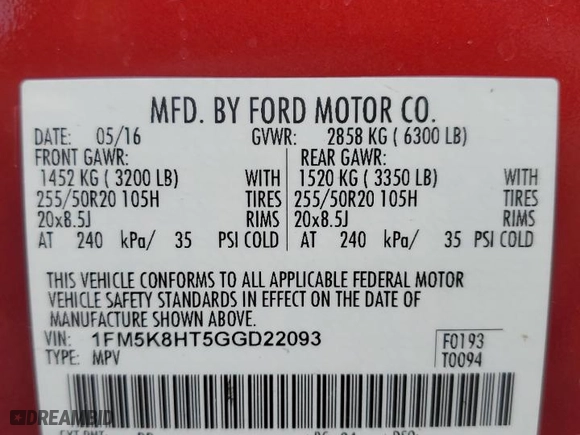 MFD. BY FORD MOTOR CO.
DATE: 05/16 GVWR: 2858 KG ( 6300 LB)
FRONT GAWR: REAR GAWR:
1452 KG ( 3200 LB) WITH 1520 KG ( 3350 LB) WITH
255/50R20 105H TIRES 255/50R20 105H TIRES
20x8.5J RIMS 20x8.5J RIMS
AT 240 kPa/ 35 PSI COLD AT 240 kPa/ 35 PSI COLD
THIS VEHICLE CONFORMS TO ALL APPLICABLE FEDERAL MOTOR
VEHICLE SAFETY STANDARDS IN EFFECT ON THE DATE OF
MANUFACTURE SHOWN ABOVE.
VIN: 1FM5K8HT5GGD22093 F0193
TYPE: MPV T0094
DREAMBID